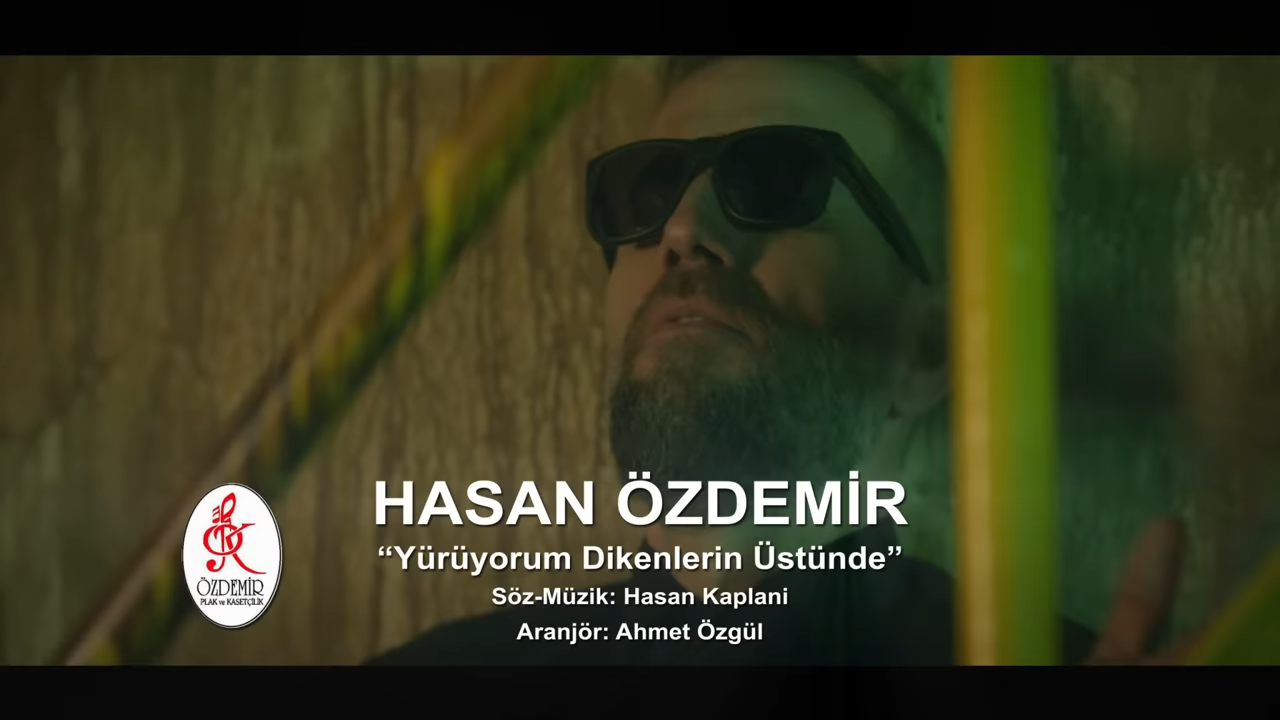 HASAN ÖZDEMİR
“Yürüyorum Dikenlerin Üstünde”
Söz-Müzik: Hasan Kaplani
Aranjör: Ahmet Özgül
ÖZDEMİR
PLAK ve KASETÇİLİK